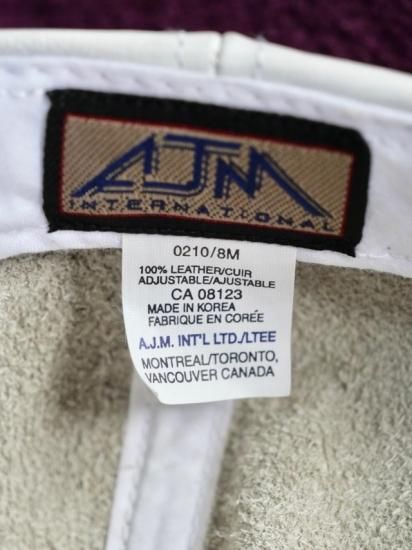 AJM
INTERNATIONAL
0210/8M
100% LEATHER/CUIR
ADJUSTABLE/AJUSTABLE
CA 08123
MADE IN KOREA
FABRIQUE EN CORÉE
A.J.M. INT'L LTD./LTEE
MONTREAL/TORONTO,
VANCOUVER CANADA